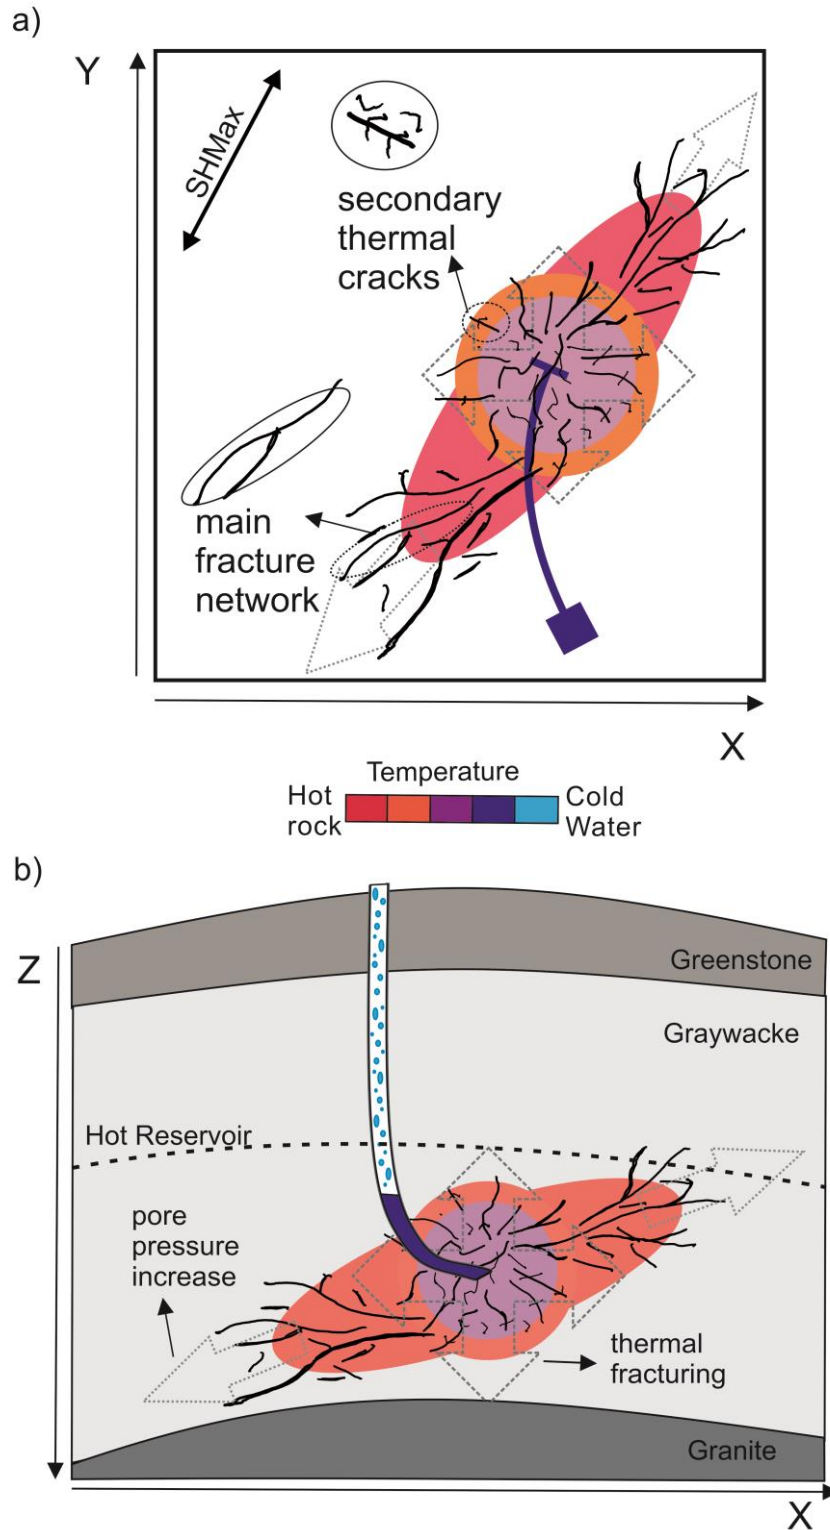 a)
Y
SHMax
secondary
thermal
cracks
main
fracture
network
X
Temperature
Hot
rock
Cold
Water
b)
Z
Greenstone
Graywacke
Hot Reservoir
pore
pressure
increase
thermal
fracturing
Granite
X